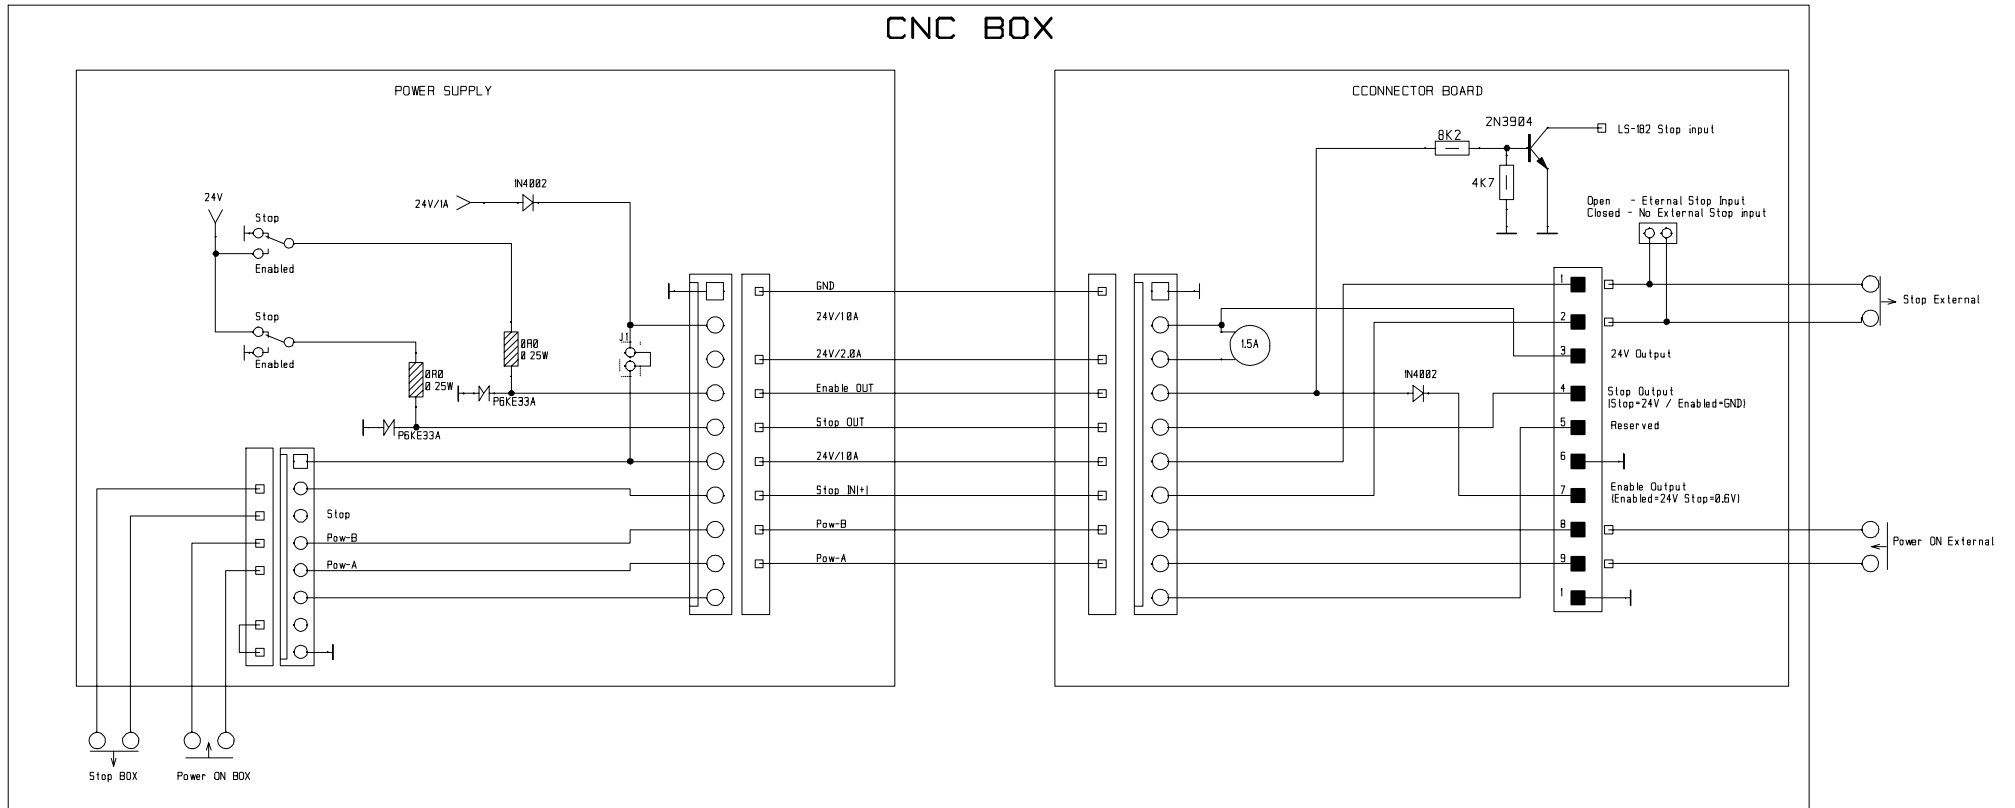 CNC BOX
POWER SUPPLY
24V
Stop
Enabled
Stop
Enabled
24V/1A
1N4002
J1
0R0
0 25W
0R0
0 25W
P6KE33A
P6KE33A
Stop
Pow-B
Pow-A
Stop BOX
Power ON BOX
GND
24V/10A
24V/2.0A
Enable OUT
Stop OUT
24V/10A
Stop IN(+)
Pow-B
Pow-A
CCONNECTOR BOARD
2N3904
8K2
4K7
LS-182 Stop input
Open - Eternal Stop Input
Closed - No External Stop input
1.5A
1N4002
1
2
3
24V Output
4
Stop Output
(Stop=24V / Enabled=GND)
5
Reserved
6
7
Enable Output
(Enabled=24V Stop=0.6V)
8
9
1
Stop External
Power ON External